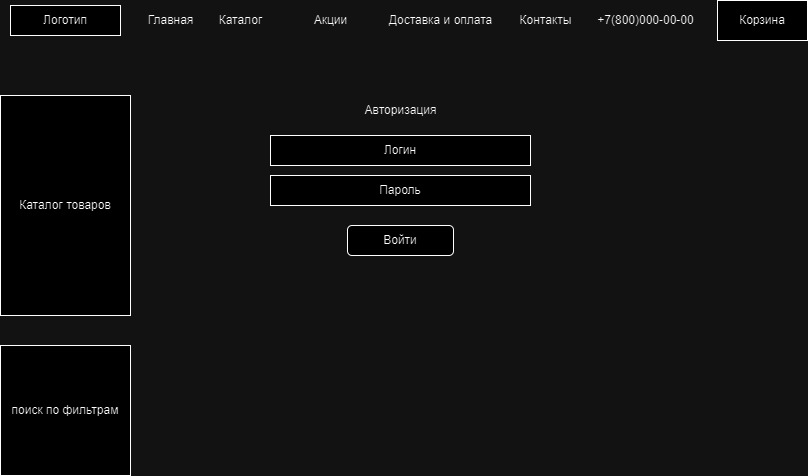 Логотип
Главная
Каталог
Акции
Доставка и оплата
Контакты
+7(800)000-00-00
Корзина
Авторизация
Логин
Пароль
Каталог товаров
Войти
поиск по фильтрам